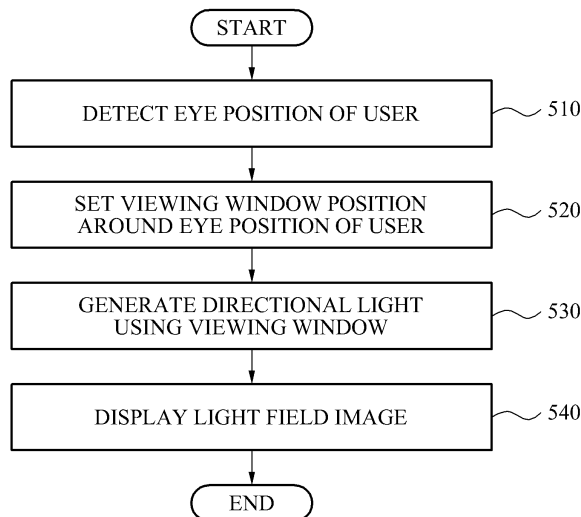 START
DETECT EYE POSITION OF USER
510
SET VIEWING WINDOW POSITION
AROUND EYE POSITION OF USER
520
GENERATE DIRECTIONAL LIGHT
USING VIEWING WINDOW
530
DISPLAY LIGHT FIELD IMAGE
540
END